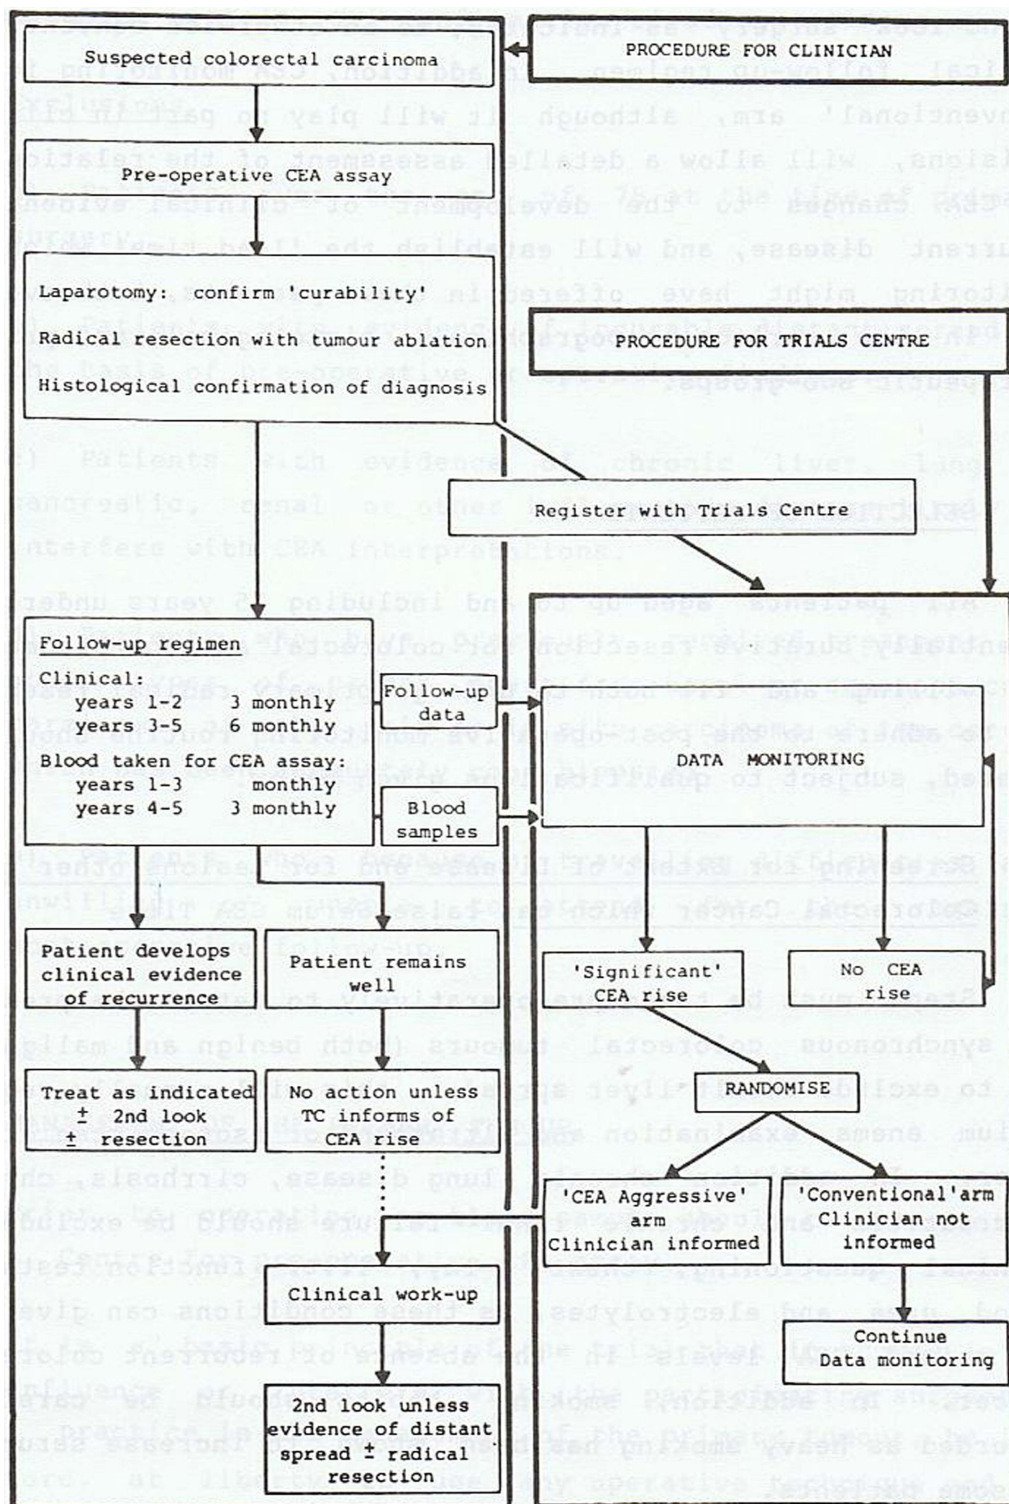 PROCEDURE FOR CLINICIAN
Suspected colorectal carcinoma
Pre-operative CEA assay
Laparotomy: confirm 'curability'
Radical resection with tumour ablation
Histological confirmation of diagnosis
PROCEDURE FOR TRIALS CENTRE
Register with Trials Centre
Follow-up regimen
Clinical:
years 1-2 3 monthly
years 3-5 6 monthly
Blood taken for CEA assay:
years 1-3 monthly
years 4-5 3 monthly
Follow-up
data
Blood
samples
DATA MONITORING
Patient develops
clinical evidence
of recurrence
Patient remains
well
'Significant'
CEA rise
No CEA
rise
Treat as indicated
± 2nd look
± resection
No action unless
TC informs of
CEA rise
RANDOMISE
'CEA Aggressive'
arm
Clinician informed
'Conventional'arm
Clinician not
informed
Clinical work-up
Continue
Data monitoring
2nd look unless
evidence of distant
spread ± radical
resection